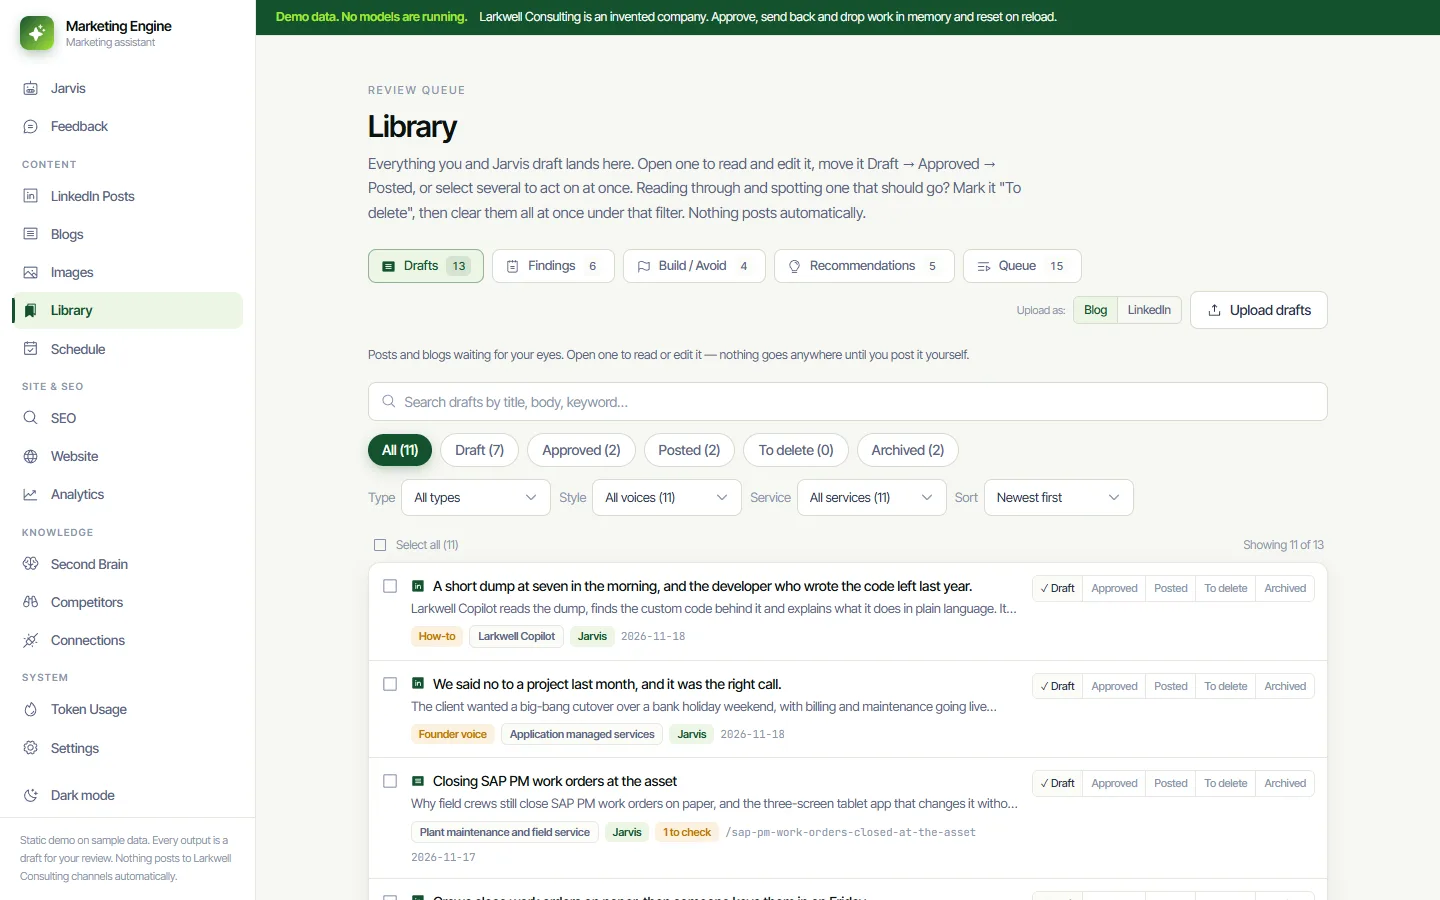 Marketing Engine
Marketing assistant
Jarvis
Feedback
CONTENT
LinkedIn Posts
Blogs
Images
Library
Schedule
SITE & SEO
SEO
Website
Analytics
KNOWLEDGE
Second Brain
Competitors
Connections
SYSTEM
Token Usage
Settings
Dark mode
Static demo on sample data. Every output is a
draft for your review. Nothing posts to Larkwell
Consulting channels automatically.
Demo data. No models are running. Larkwell Consulting is an invented company. Approve, send back and drop work in memory and reset on reload.
REVIEW QUEUE
Library
Everything you and Jarvis draft lands here. Open one to read and edit it, move it Draft → Approved →
Posted, or select several to act on at once. Reading through and spotting one that should go? Mark it "To
delete", then clear them all at once under that filter. Nothing posts automatically.
Drafts 13 Findings 6 Build / Avoid 4 Recommendations 5 Queue 15
Upload as: Blog LinkedIn Upload drafts
Posts and blogs waiting for your eyes. Open one to read or edit it — nothing goes anywhere until you post it yourself.
Search drafts by title, body, keyword...
All (11) Draft (7) Approved (2) Posted (2) To delete (0) Archived (2)
Type All types Style All voices (11) Service All services (11) Sort Newest first
Select all (11) Showing 11 of 13
A short dump at seven in the morning, and the developer who wrote the code left last year. ✓ Draft Approved Posted To delete Archived
Larkwell Copilot reads the dump, finds the custom code behind it and explains what it does in plain language. It...
How-to Larkwell Copilot Jarvis 2026-11-18
We said no to a project last month, and it was the right call. ✓ Draft Approved Posted To delete Archived
The client wanted a big-bang cutover over a bank holiday weekend, with billing and maintenance going live...
Founder voice Application managed services Jarvis 2026-11-18
Closing SAP PM work orders at the asset ✓ Draft Approved Posted To delete Archived
Why field crews still close SAP PM work orders on paper, and the three-screen tablet app that changes it witho...
Plant maintenance and field service Jarvis 1 to check /sap-pm-work-orders-closed-at-the-asset
2026-11-17